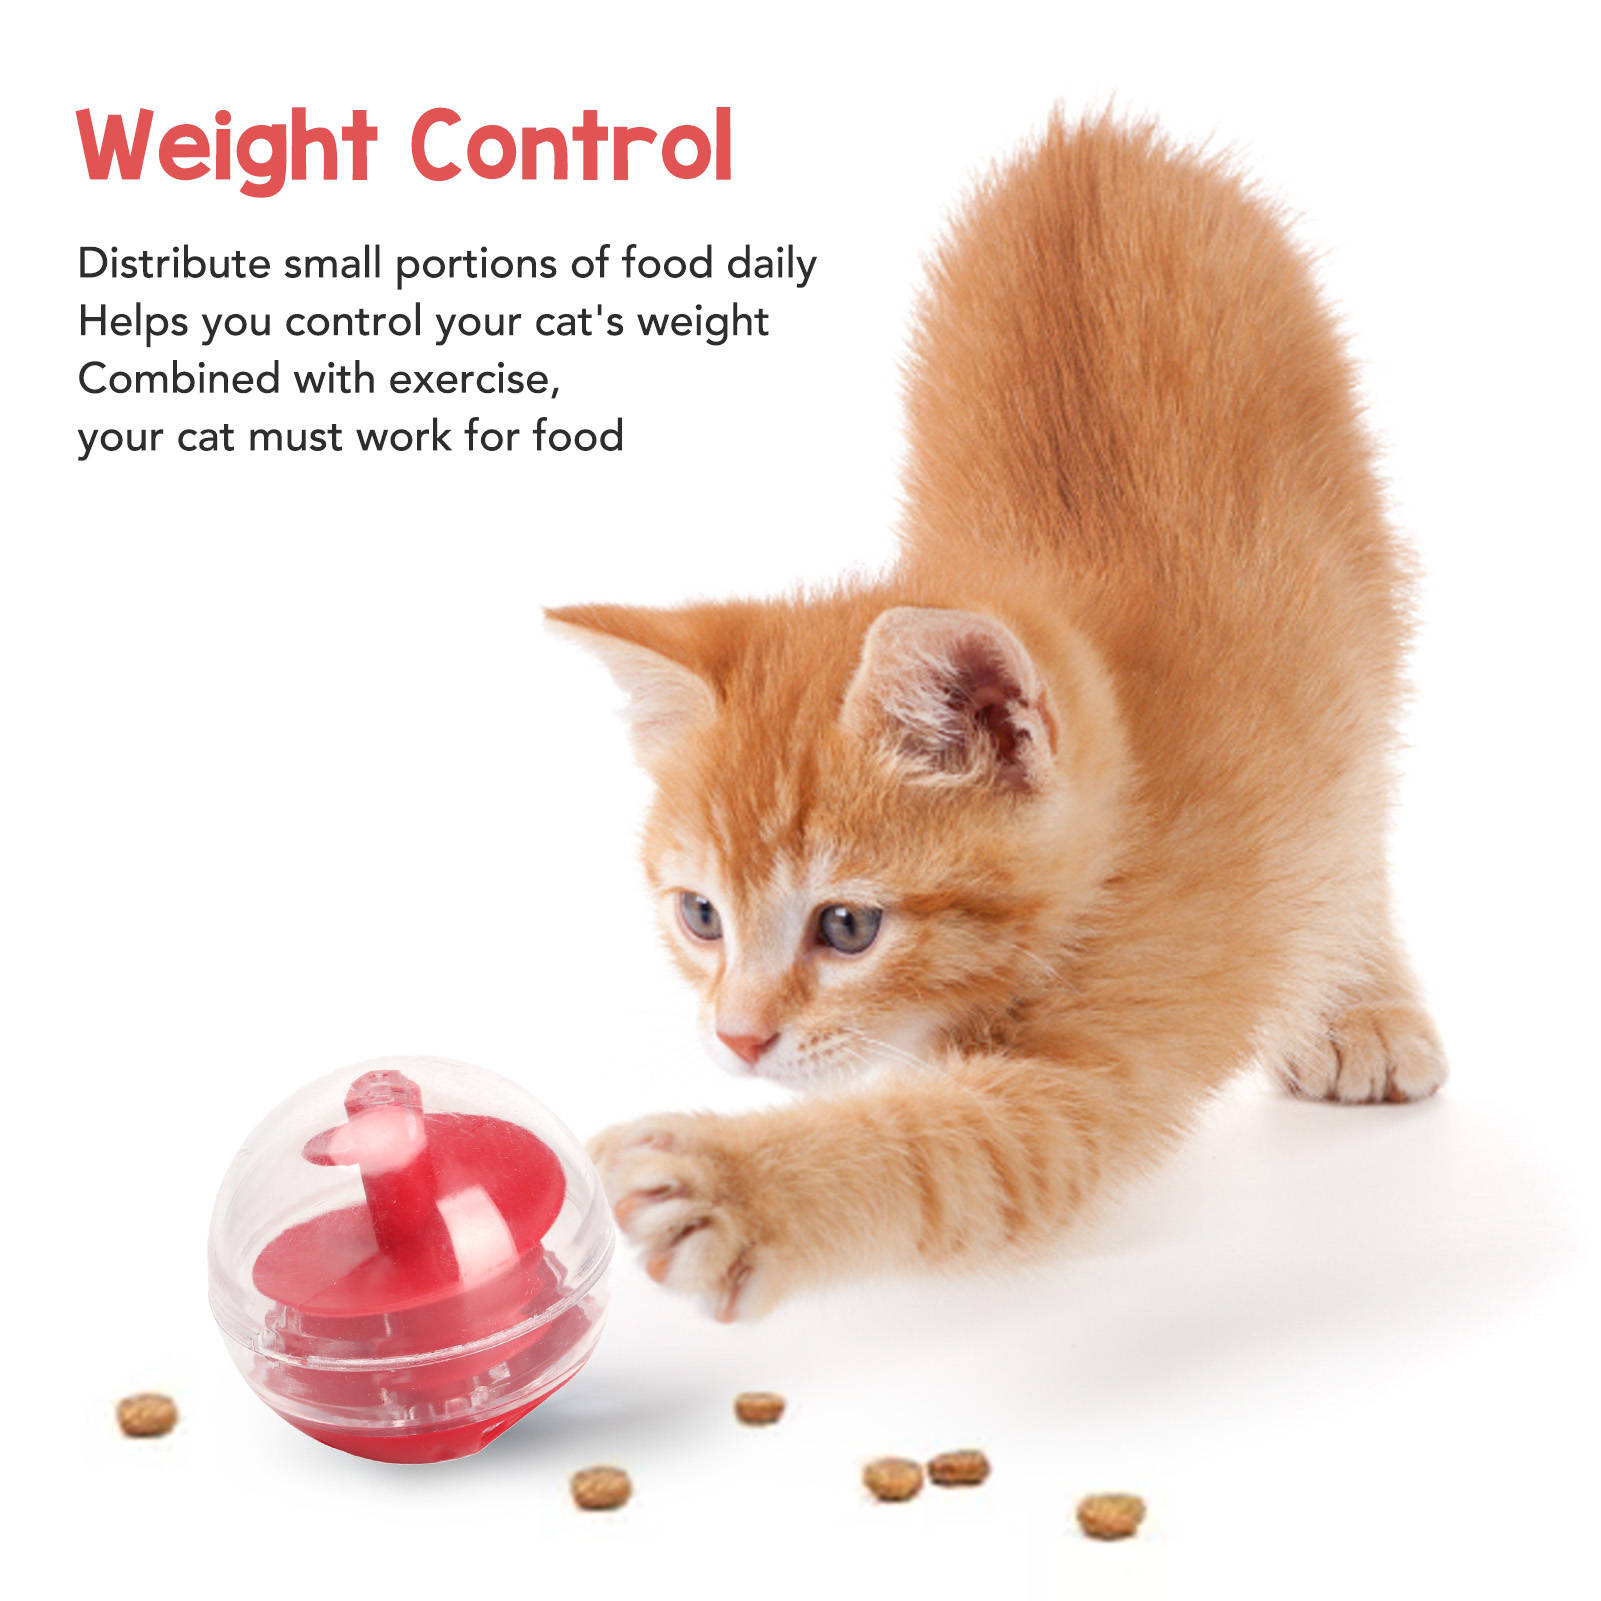 Weight Control
Distribute small portions of food daily
Helps you control your cat's weight
Combined with exercise,
your cat must work for food